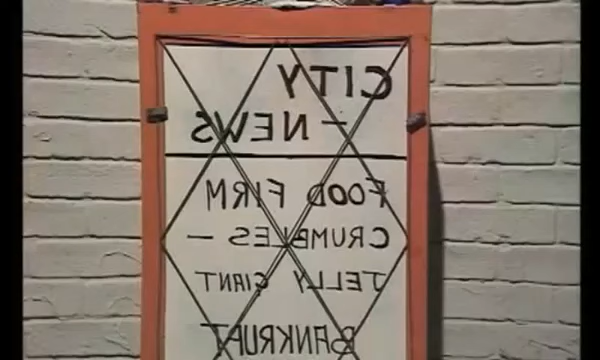 CITY
- NEWS
FOOD FIRM
CRUMBLES -
JELLY GIANT
BANKRUPT